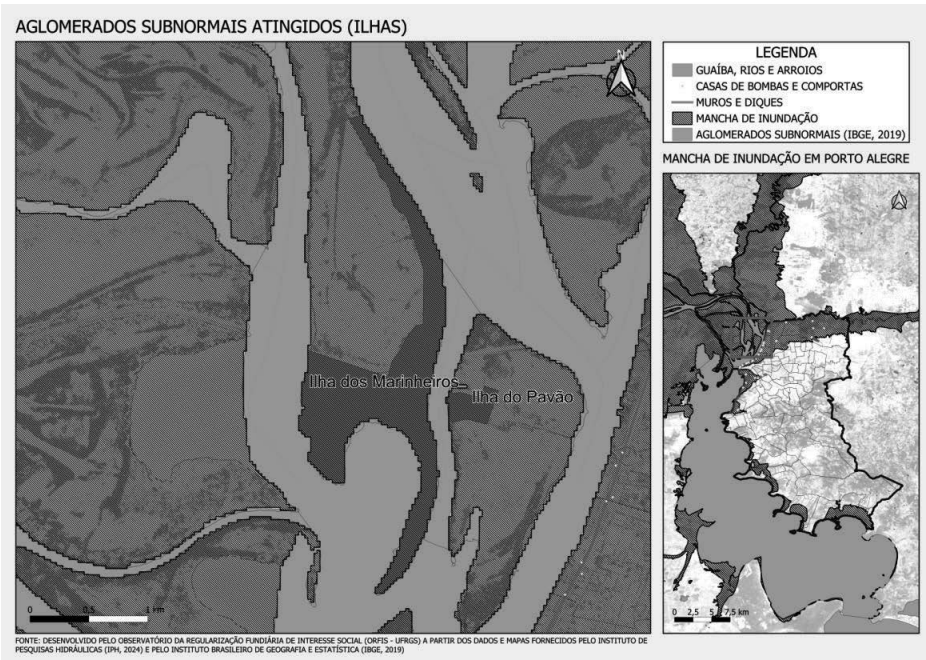 AGLOMERADOS SUBNORMAIS ATINGIDOS (ILHAS)
N
Ilha dos Marinheiros
Ilha do Pavão
0 0,5 1 km
LEGENDA
GUAÍBA, RIOS E ARROIOS
CASAS DE BOMBAS E COMPORTAS
MUROS E DIQUES
MANCHA DE INUNDAÇÃO
AGLOMERADOS SUBNORMAIS (IBGE, 2019)
MANCHA DE INUNDAÇÃO EM PORTO ALEGRE
0 2,5 5 7,5 km
FONTE: DESENVOLVIDO PELO OBSERVATÓRIO DA REGULARIZAÇÃO FUNDIÁRIA DE INTERESSE SOCIAL (ORFIS - UFRGS) A PARTIR DOS DADOS E MAPAS FORNECIDOS PELO INSTITUTO DE
PESQUISAS HIDRÁULICAS (IPH, 2024) E PELO INSTITUTO BRASILEIRO DE GEOGRAFIA E ESTATÍSTICA (IBGE, 2019)